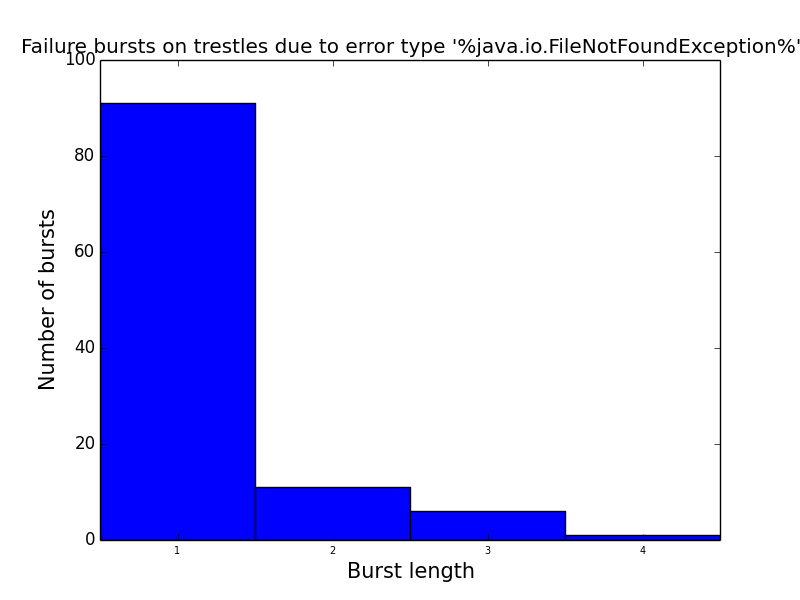 Failure bursts on trestles due to error type '%java.io.FileNotFoundException%'
100
80
60
40
20
0
Number of bursts
1 2 3 4
Burst length